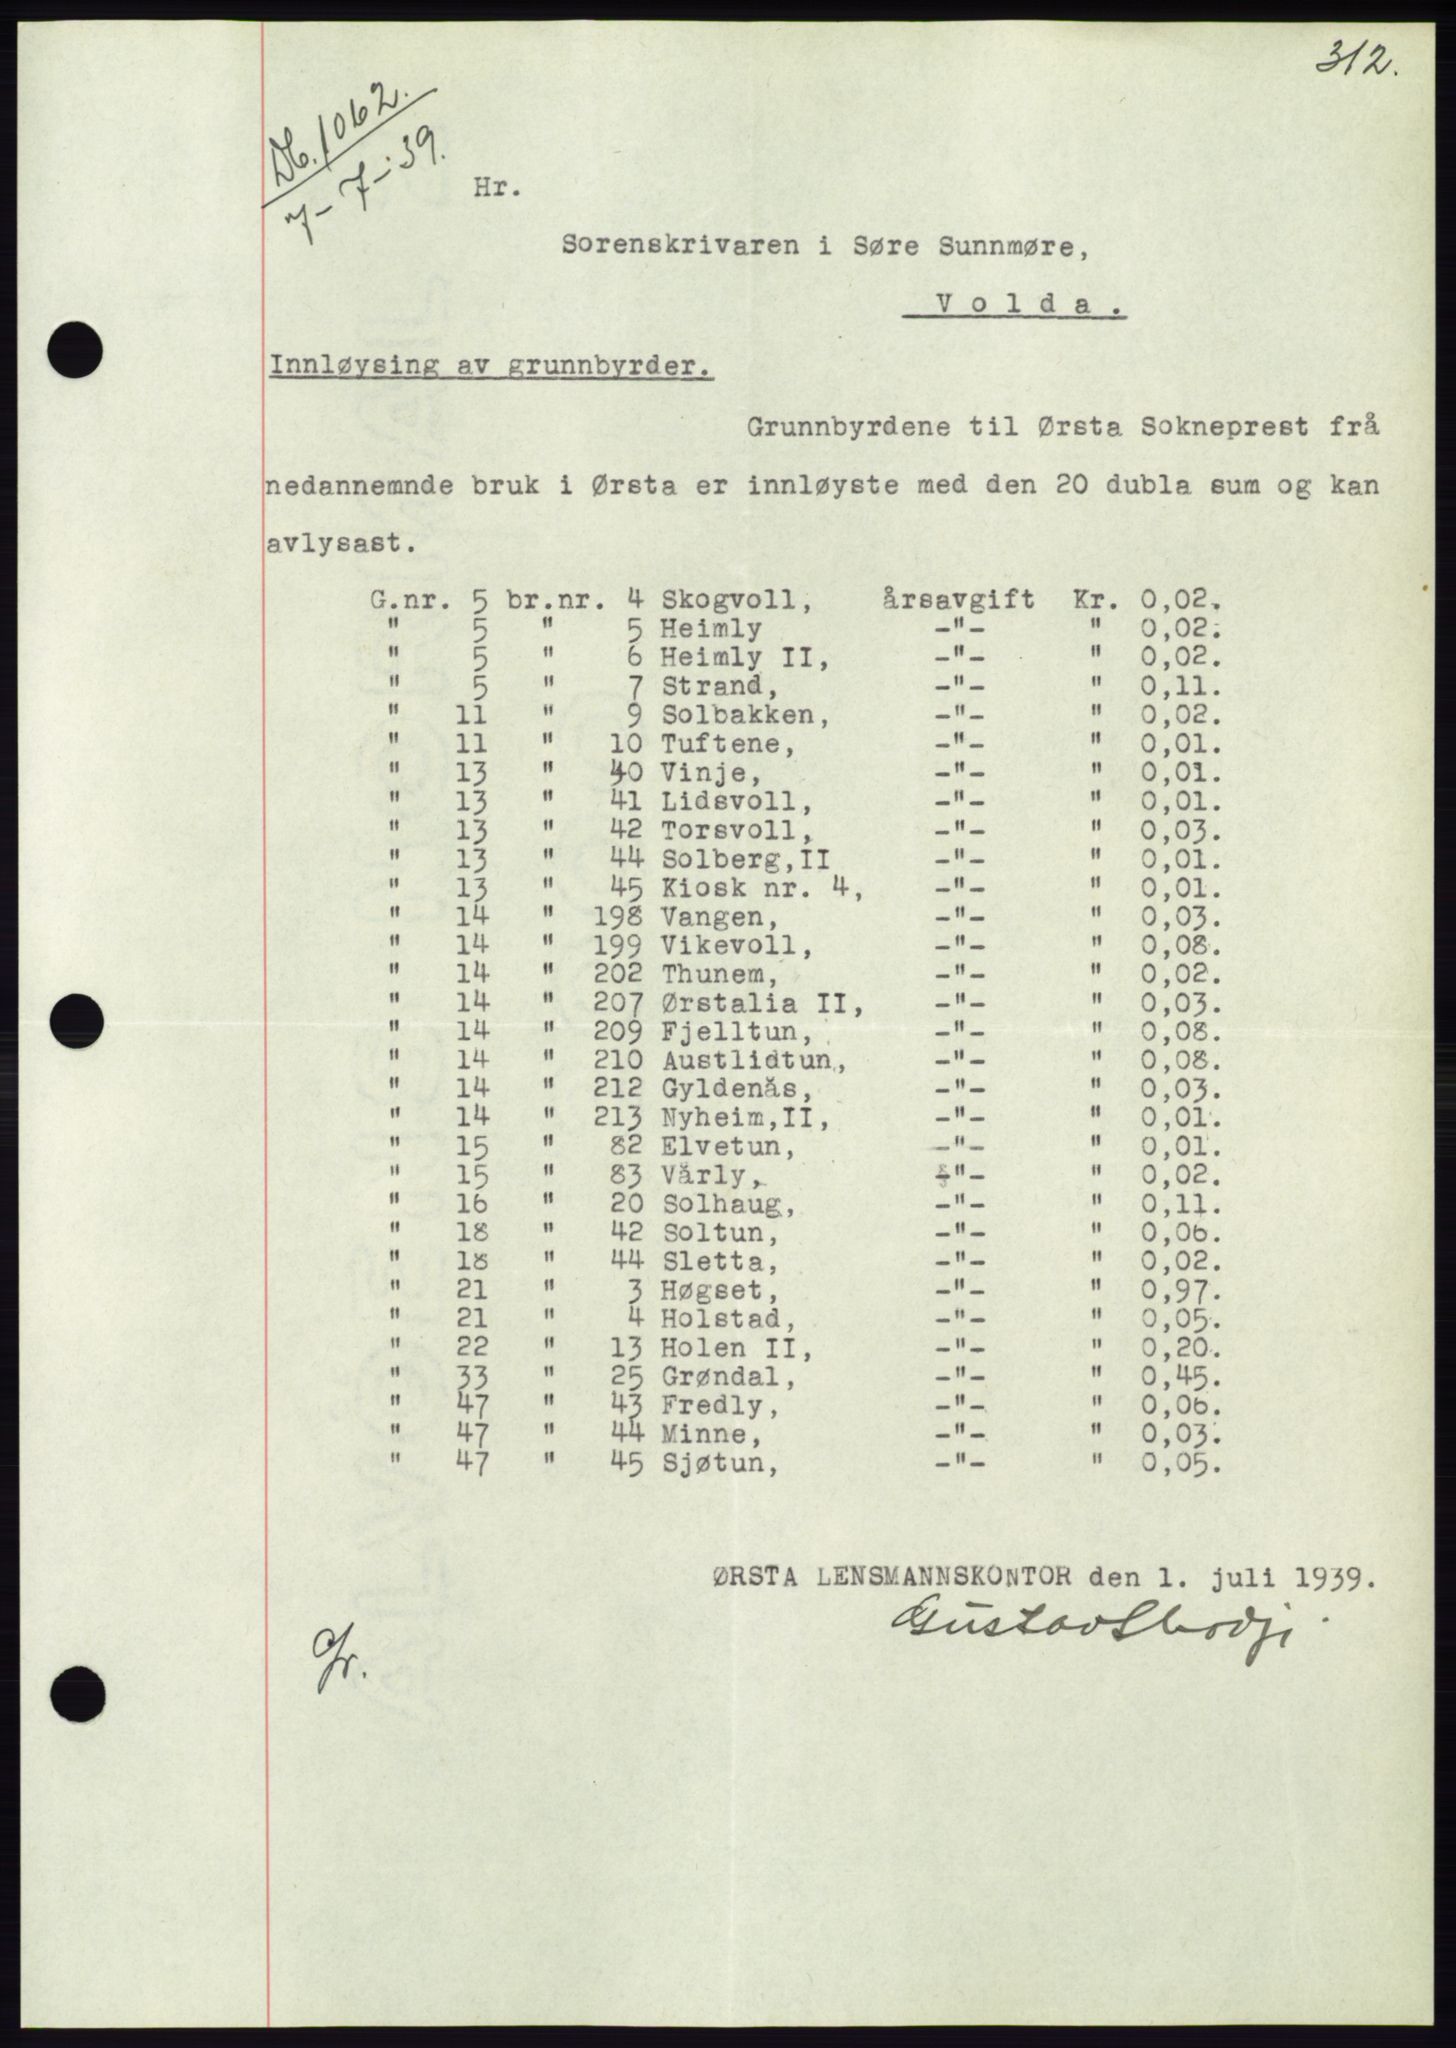 312.
Db. 1062.
7-7-39.
Hr.
Sorenskrivaren i Søre Sunnmøre,
Volda.
Innløysing av grunnbyrder.
Grunnbyrdene til Ørsta Sokneprest frå
nedannemnde bruk i Ørsta er innløyste med den 20 dubla sum og kan
avlysast.
G.nr. 5 br.nr. 4 Skogvoll, årsavgift Kr. 0,02.
" 5 " 5 Heimly -"- " 0,02.
" 5 " 6 Heimly II, -"- " 0,02.
" 5 " 7 Strand, -"- " 0,11.
" 11 " 9 Solbakken, -"- " 0,02.
" 11 " 10 Tuftene, -"- " 0,01.
" 13 " 40 Vinje, -"- " 0,01.
" 13 " 41 Lidsvoll, -"- " 0,01.
" 13 " 42 Torsvoll, -"- " 0,03.
" 13 " 44 Solberg,II -"- " 0,01.
" 13 " 45 Kiosk nr. 4, -"- " 0,01.
" 14 " 198 Vangen, -"- " 0,03.
" 14 " 199 Vikevoll, -"- " 0,08.
" 14 " 202 Thunem, -"- " 0,02.
" 14 " 207 Ørstalia II, -"- " 0,03.
" 14 " 209 Fjelltun, -"- " 0,08.
" 14 " 210 Austlidtun, -"- " 0,08.
" 14 " 212 Gyldenås, -"- " 0,03.
" 14 " 213 Nyheim,II, -"- " 0,01.
" 15 " 82 Elvetun, -"- " 0,01.
" 15 " 83 Vårly, -"- " 0,02.
" 16 " 20 Solhaug, -"- " 0,11.
" 18 " 42 Soltun, -"- " 0,06.
" 18 " 44 Sletta, -"- " 0,02.
" 21 " 3 Høgset, -"- " 0,97.
" 21 " 4 Holstad, -"- " 0,05.
" 22 " 13 Holen II, -"- " 0,20.
" 33 " 25 Grøndal, -"- " 0,45.
" 47 " 43 Fredly, -"- " 0,06.
" 47 " 44 Minne, -"- " 0,03.
" 47 " 45 Sjøtun, -"- " 0,05.
ØRSTA LENSMANNSKONTOR den 1. juli 1939.
Gustav